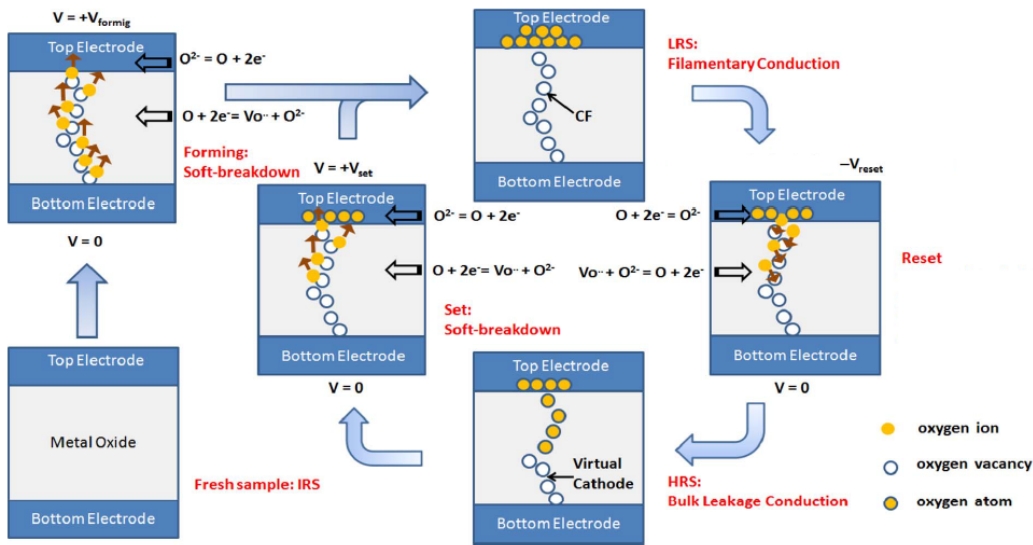 V = +Vformig
Top Electrode
O²⁻ = O + 2e⁻
O + 2e⁻= Vo·· + O²⁻
Forming:
Soft-breakdown
Bottom Electrode
V = 0
Top Electrode
CF
Bottom Electrode
LRS:
Filamentary Conduction
V = +Vset
Top Electrode
O²⁻ = O + 2e⁻
O + 2e⁻= Vo·· + O²⁻
Set:
Soft-breakdown
Bottom Electrode
V = 0
−Vreset
Top Electrode
O + 2e⁻ = O²⁻
Vo·· + O²⁻ = O + 2e⁻
Reset
Bottom Electrode
V = 0
Top Electrode
Metal Oxide
Bottom Electrode
Fresh sample: IRS
Top Electrode
Virtual
Cathode
Bottom Electrode
HRS:
Bulk Leakage Conduction
oxygen ion
oxygen vacancy
oxygen atom